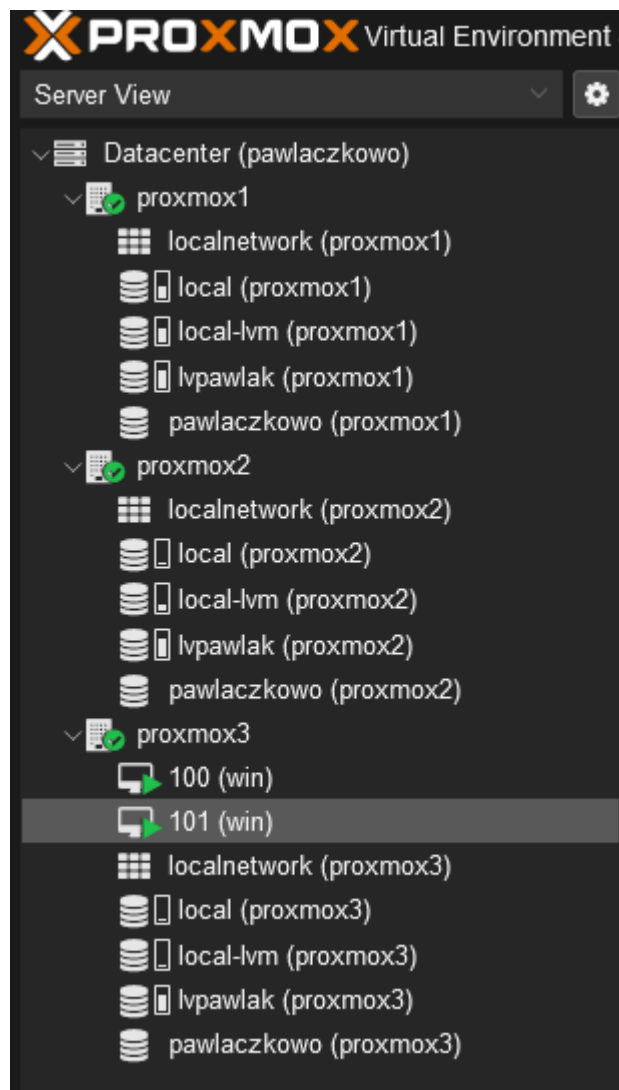 PROXMOX Virtual Environment
Server View
Datacenter (pawlaczkowo)
proxmox1
localnetwork (proxmox1)
local (proxmox1)
local-lvm (proxmox1)
lvpawlak (proxmox1)
pawlaczkowo (proxmox1)
proxmox2
localnetwork (proxmox2)
local (proxmox2)
local-lvm (proxmox2)
lvpawlak (proxmox2)
pawlaczkowo (proxmox2)
proxmox3
100 (win)
101 (win)
localnetwork (proxmox3)
local (proxmox3)
local-lvm (proxmox3)
lvpawlak (proxmox3)
pawlaczkowo (proxmox3)